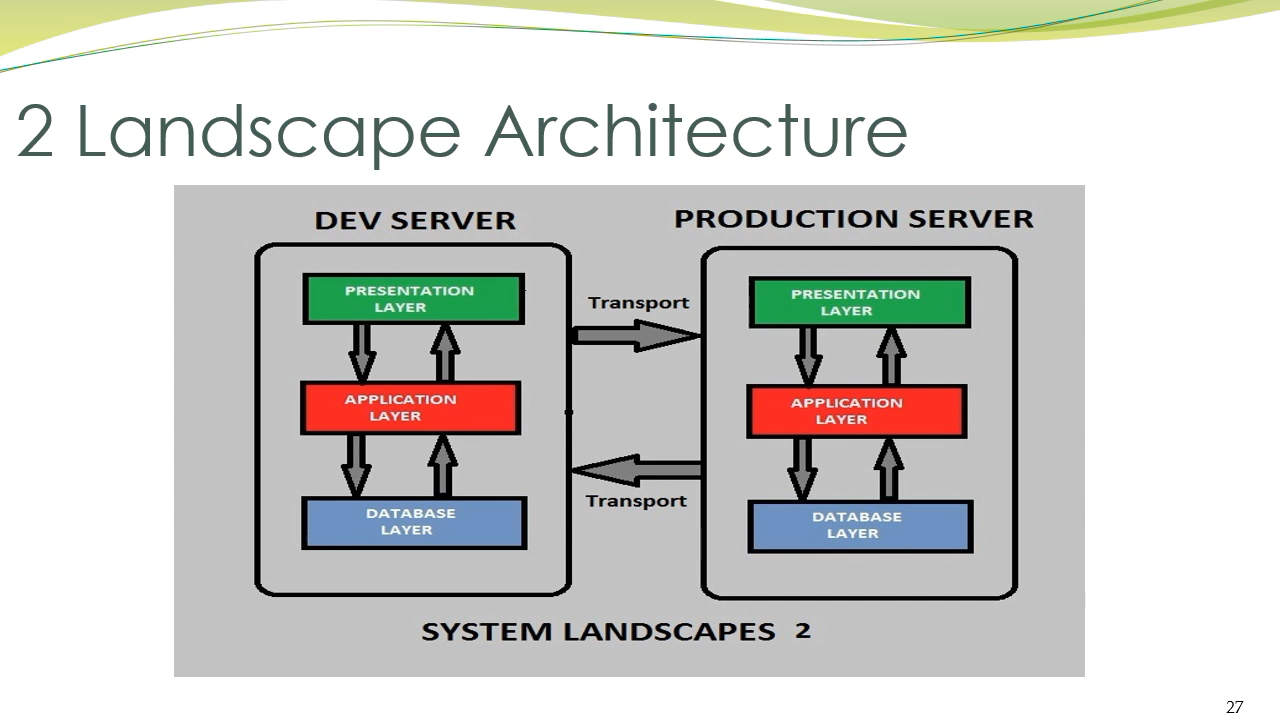 2 Landscape Architecture
DEV SERVER
PRODUCTION SERVER
PRESENTATION
LAYER
APPLICATION
LAYER
DATABASE
LAYER
Transport
Transport
PRESENTATION
LAYER
APPLICATION
LAYER
DATABASE
LAYER
SYSTEM LANDSCAPES 2
27